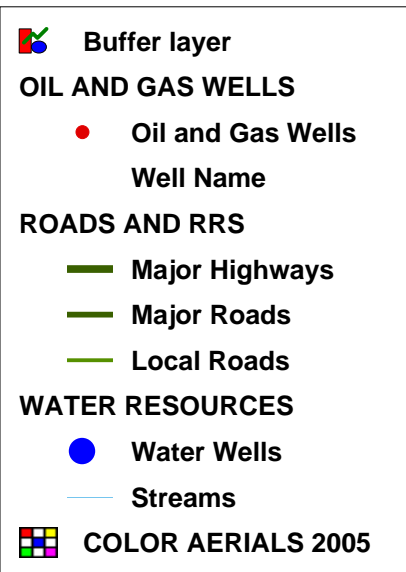 Buffer layer
OIL AND GAS WELLS
Oil and Gas Wells
Well Name
ROADS AND RRS
Major Highways
Major Roads
Local Roads
WATER RESOURCES
Water Wells
Streams
COLOR AERIALS 2005